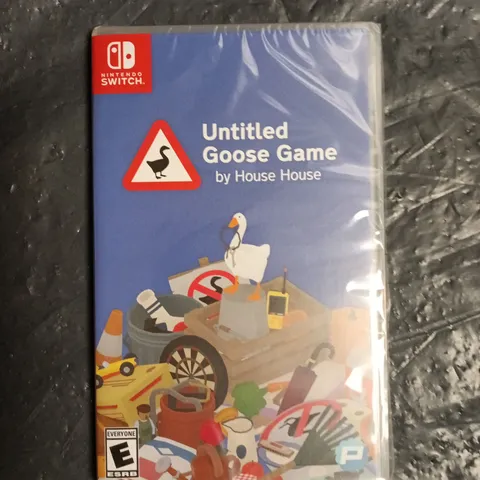 NINTENDO
SWITCH
Untitled
Goose Game
by House House
EVERYONE
E
ESRB